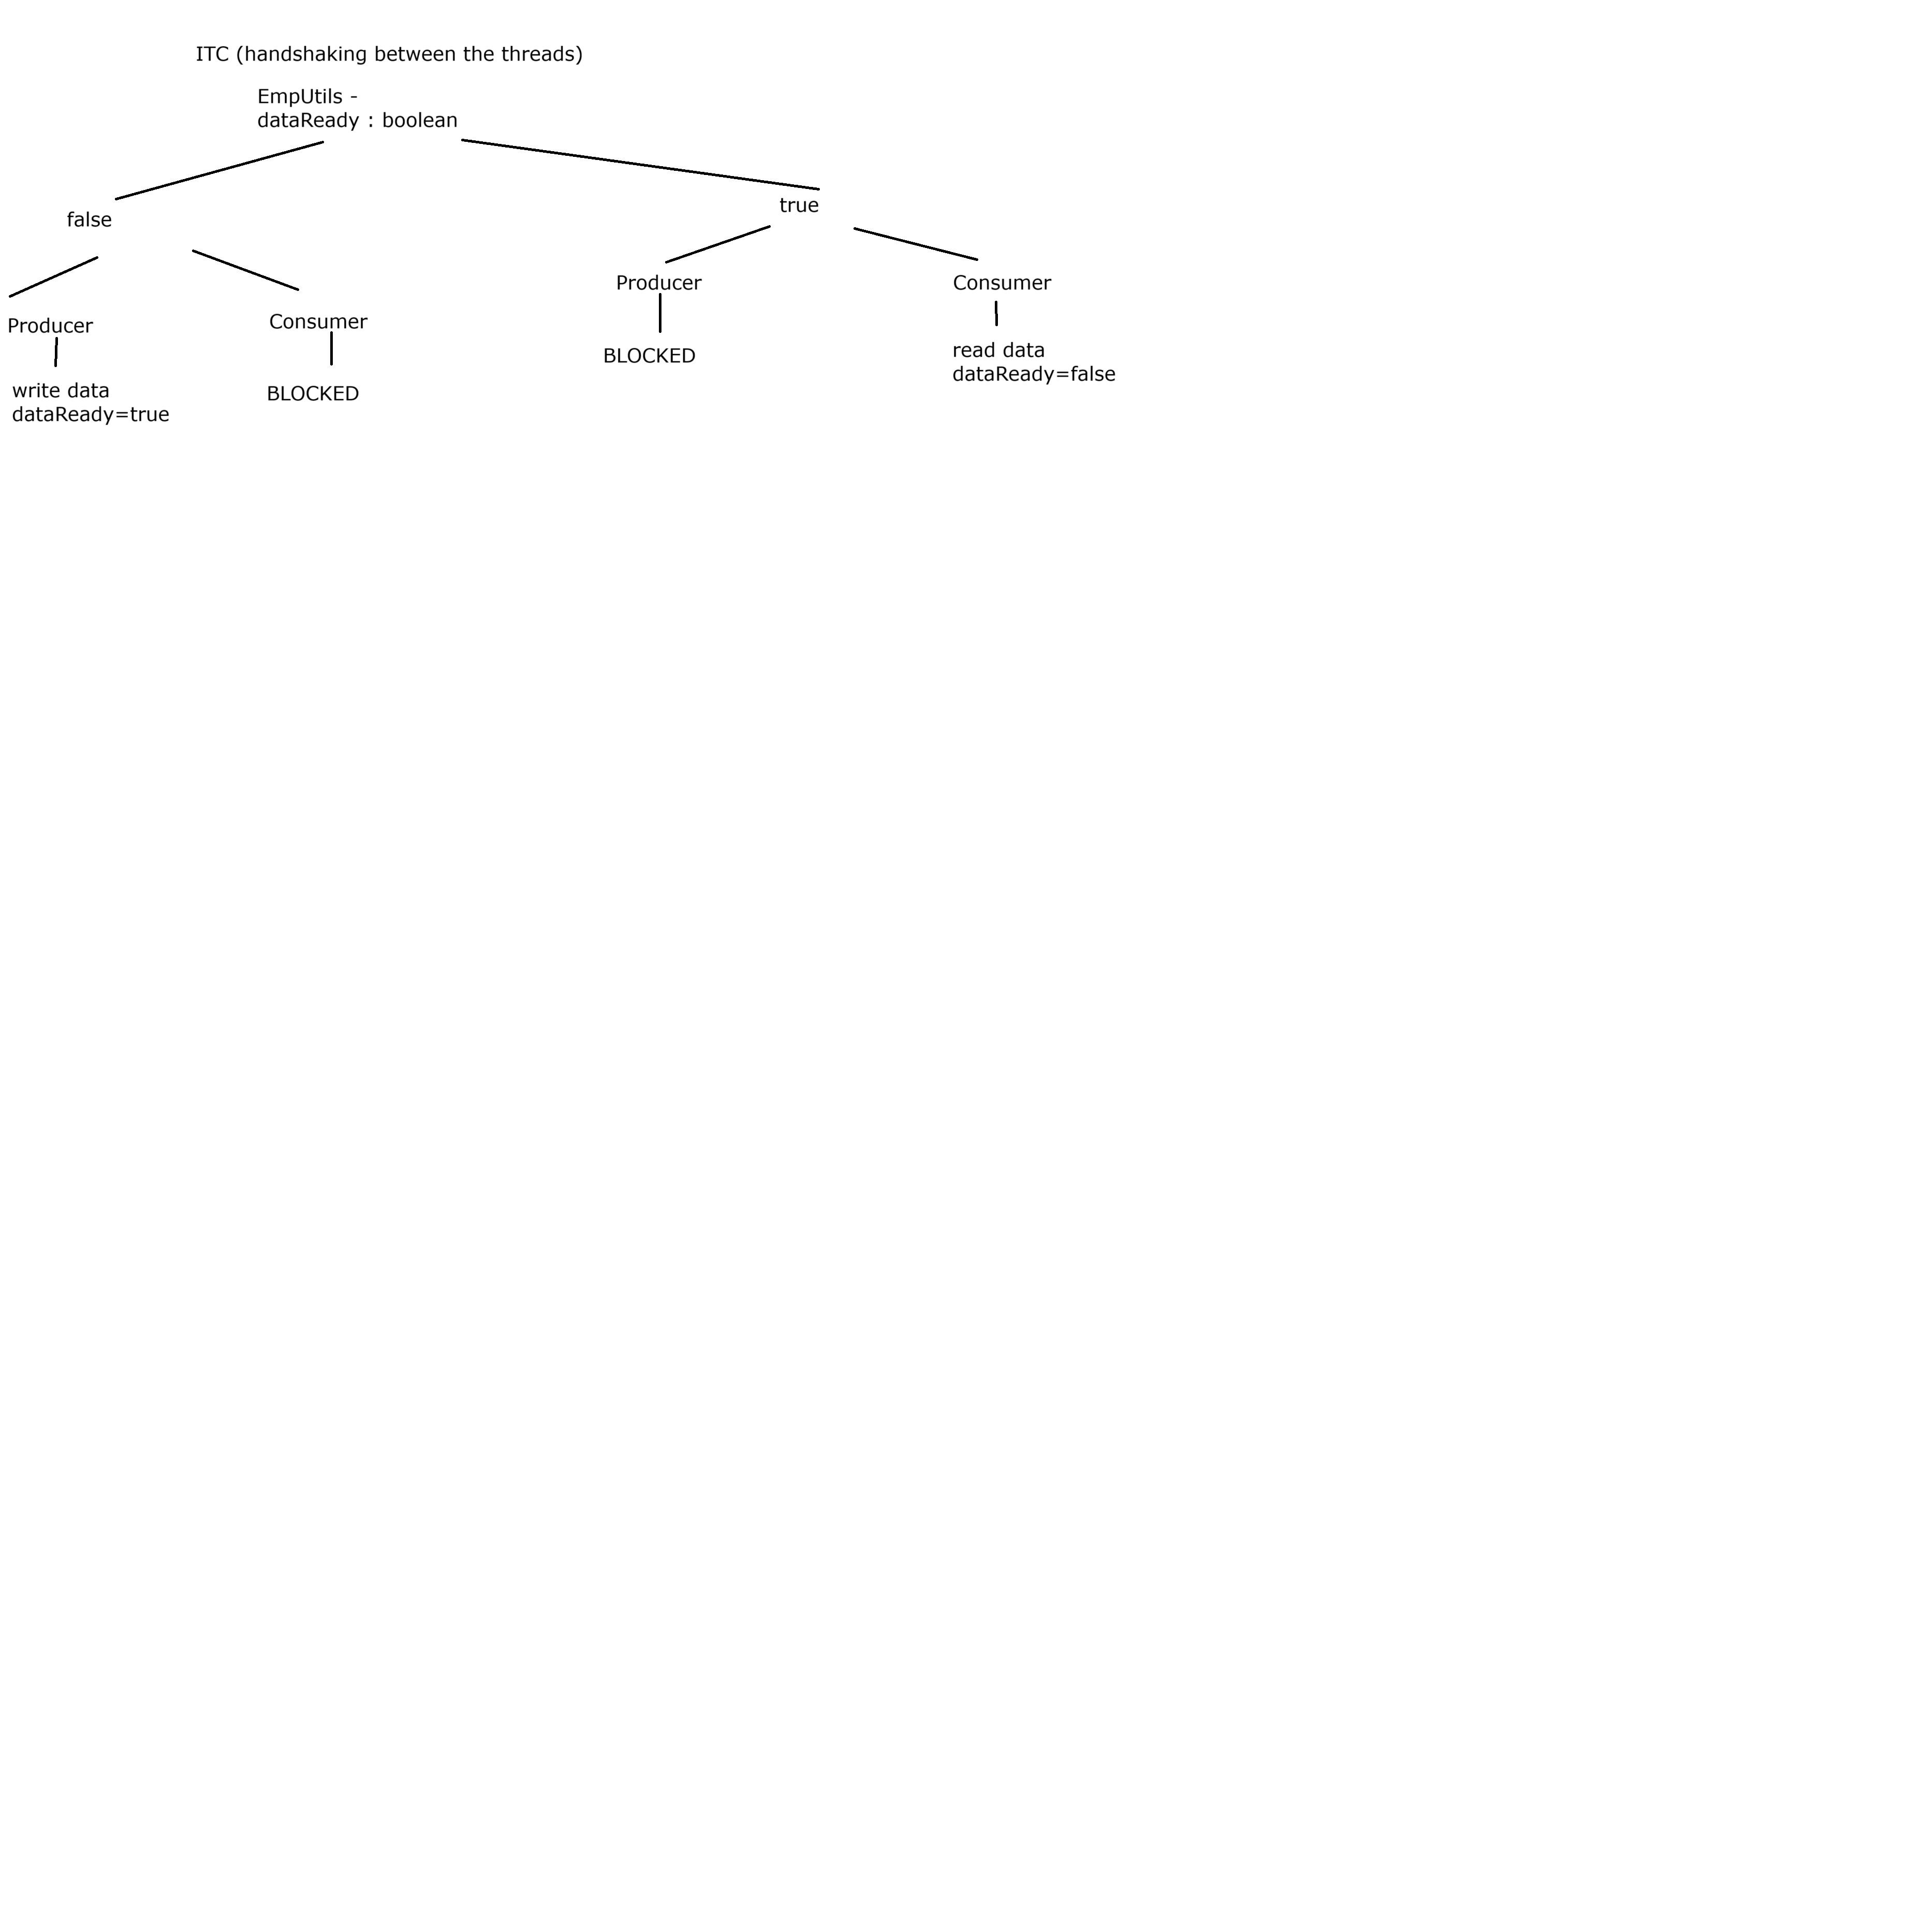 ITC (handshaking between the threads)
EmpUtils -
dataReady : boolean
false
true
Producer
Consumer
Producer
Consumer
write data
dataReady=true
BLOCKED
BLOCKED
read data
dataReady=false